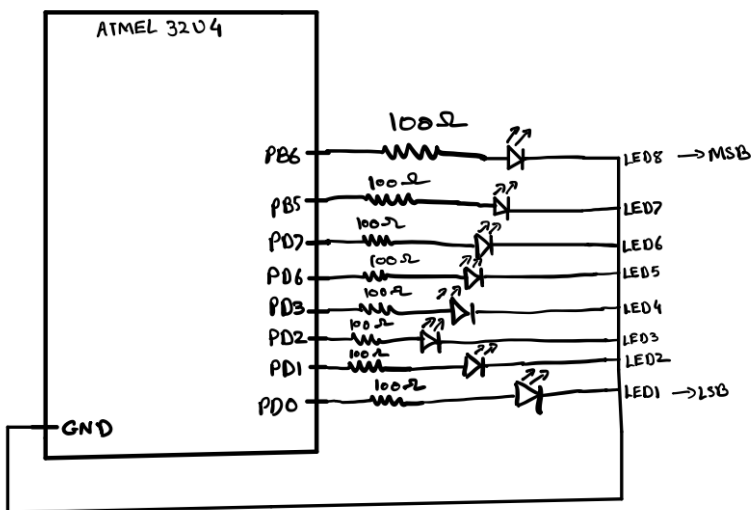 ATMEL 32U4
100Ω
PB6
LED8 → MSB
100Ω
PB5
LED7
100Ω
PD7
LED6
100Ω
PD6
LED5
100Ω
PD3
LED4
100Ω
PD2
LED3
100Ω
PD1
LED2
100Ω
PD0
LED1 → LSB
GND